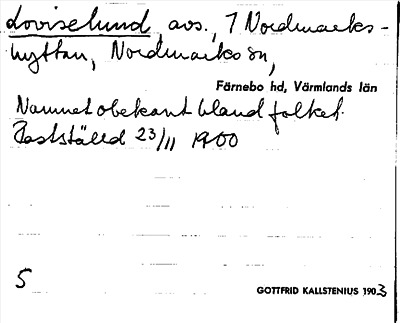 Loviselund, avs., 7 Nordmarks-
hyttan, Nordmarks sn,
Färnebo hd, Värmlands län
Namnet obekant bland folket.
Fastställd 23/11 1900
5
GOTTFRID KALLSTENIUS 1903